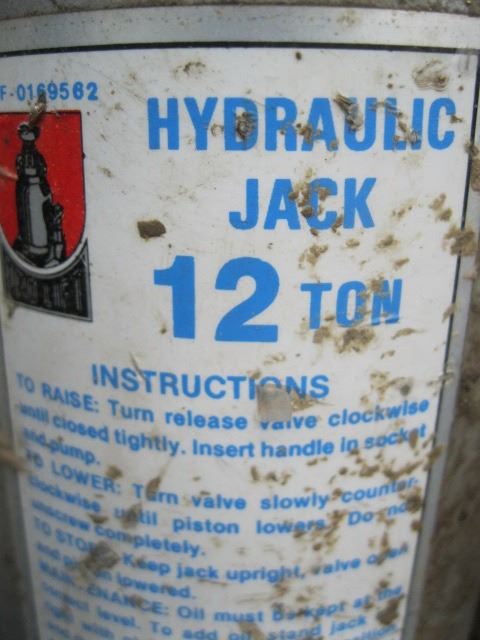 F-0169562
HYDRAULIC
JACK
12 TON
INSTRUCTIONS
TO RAISE: Turn release valve clockwise
until closed tightly. Insert handle in socket
and pump.
TO LOWER: Turn valve slowly counter-
clockwise until piston lowers. Do not
unscrew completely.
TO STORE: Keep jack upright, valve open
and piston lowered.
MAINTENANCE: Oil must be kept at the
correct level. To add oil, stand jack